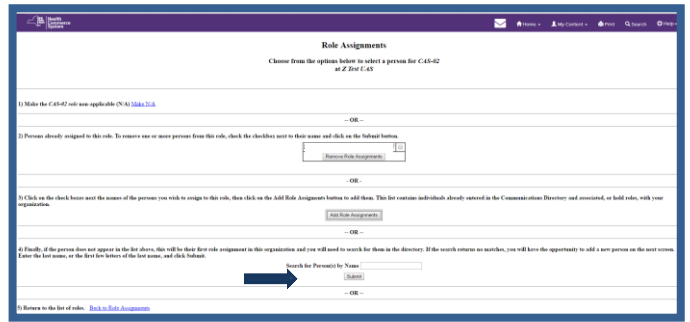 Health
Commerce
System
Home
My Content
Print
Search
Help
Role Assignments
Choose from the options below to select a person for CAS-02
at Z Test UAS
1) Make the CAS-02 role non-applicable (N/A) Make N/A
-- OR --
2) Persons already assigned to this role. To remove one or more persons from this role, check the checkbox next to their name and click on the Submit button.
Remove Role Assignments
-- OR --
3) Click on the check boxes next the names of the persons you wish to assign to this role, then click on the Add Role Assigments button to add them. This list contains individuals already entered in the Communications Directory and associated, or hold roles, with your
organization.
Add Role Assignments
-- OR --
4) Finally, if the person does not appear in the list above, this will be their first role assignment in this organization and you will need to search for them in the directory. If the search returns no matches, you will have the opportunity to add a new person on the next screen.
Enter the last name, or the first few letters of the last name, and click Submit.
Search for Person(s) by Name
Submit
-- OR --
5) Return to the list of roles. Back to Role Assignments